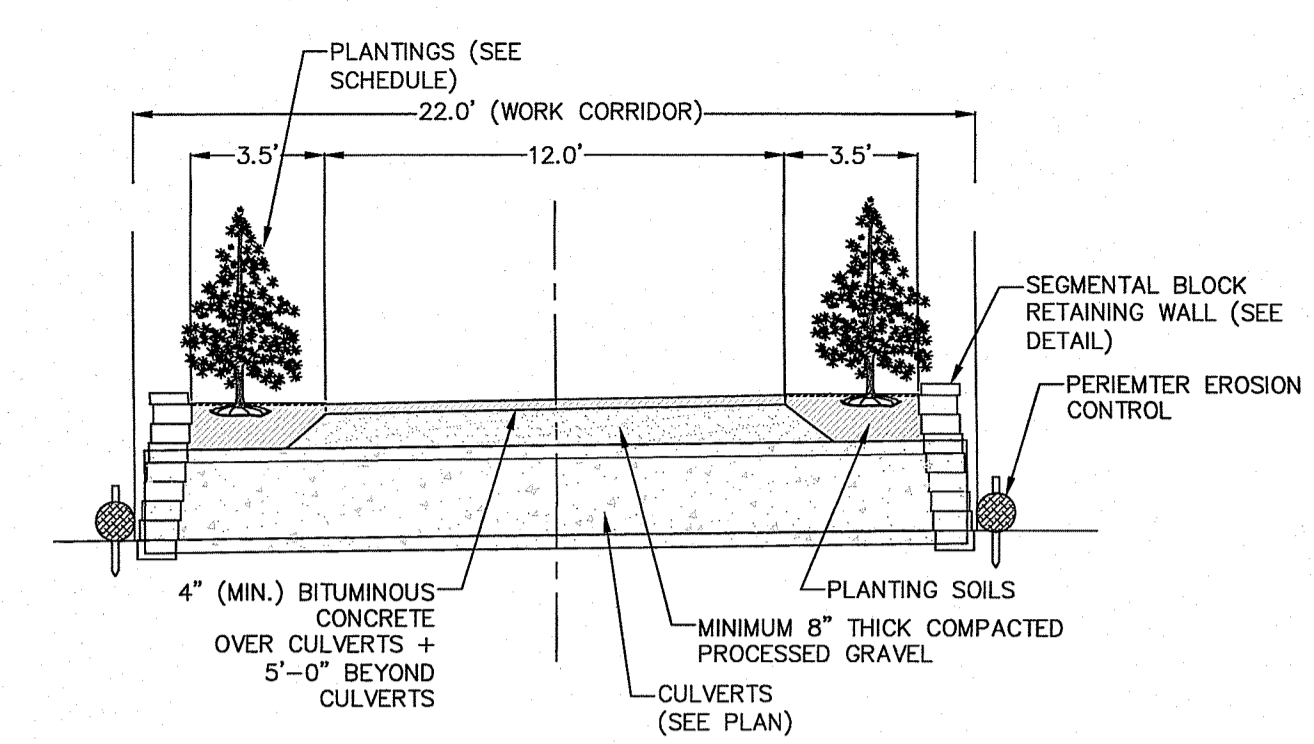 PLANTINGS (SEE
SCHEDULE)
22.0' (WORK CORRIDOR)
3.5'
12.0'
3.5'
SEGMENTAL BLOCK
RETAINING WALL (SEE
DETAIL)
PERIEMTER EROSION
CONTROL
4" (MIN.) BITUMINOUS
CONCRETE
OVER CULVERTS +
5'-0" BEYOND
CULVERTS
PLANTING SOILS
MINIMUM 8" THICK COMPACTED
PROCESSED GRAVEL
CULVERTS
(SEE PLAN)